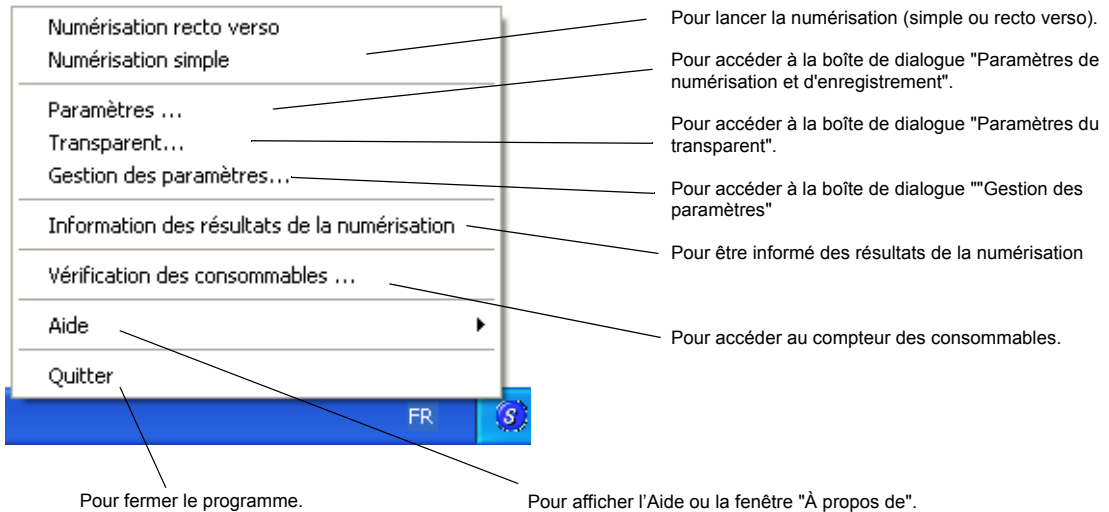 Numérisation recto verso
Numérisation simple
Paramètres ...
Transparent...
Gestion des paramètres...
Information des résultats de la numérisation
Vérification des consommables ...
Aide
Quitter
FR
S
Pour lancer la numérisation (simple ou recto verso).
Pour accéder à la boîte de dialogue "Paramètres de
numérisation et d'enregistrement".
Pour accéder à la boîte de dialogue "Paramètres du
transparent".
Pour accéder à la boîte de dialogue ""Gestion des
paramètres"
Pour être informé des résultats de la numérisation
Pour accéder au compteur des consommables.
Pour fermer le programme.
Pour afficher l’Aide ou la fenêtre "À propos de".